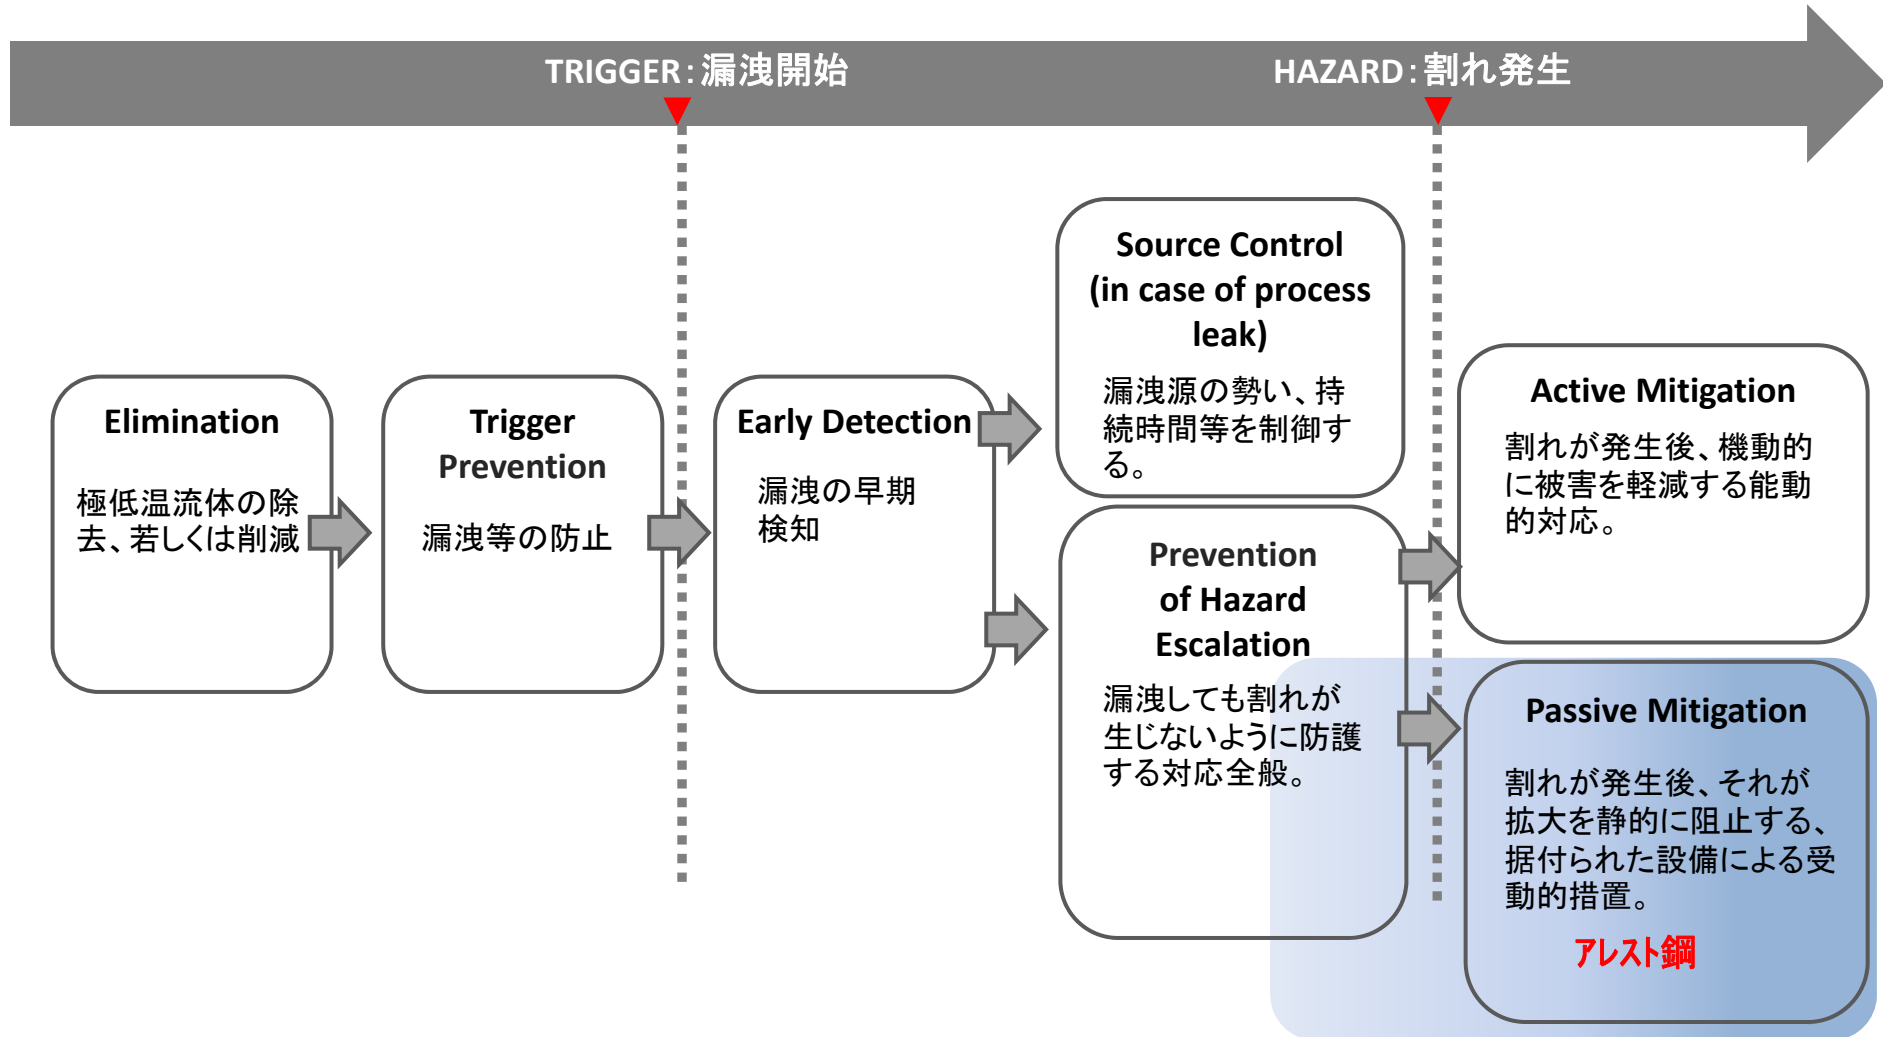 TRIGGER：漏洩開始
HAZARD：割れ発生
Elimination
極低温流体の除
去、若しくは削減
Trigger
Prevention
漏洩等の防止
Early Detection
漏洩の早期
検知
Source Control
(in case of process
leak)
漏洩源の勢い、持
続時間等を制御す
る。
Prevention
of Hazard
Escalation
漏洩しても割れが
生じないように防護
する対応全般。
Active Mitigation
割れが発生後、機動的
に被害を軽減する能動
的対応。
Passive Mitigation
割れが発生後、それが
拡大を静的に阻止する、
据付られた設備による受
動的措置。
アレスト鋼